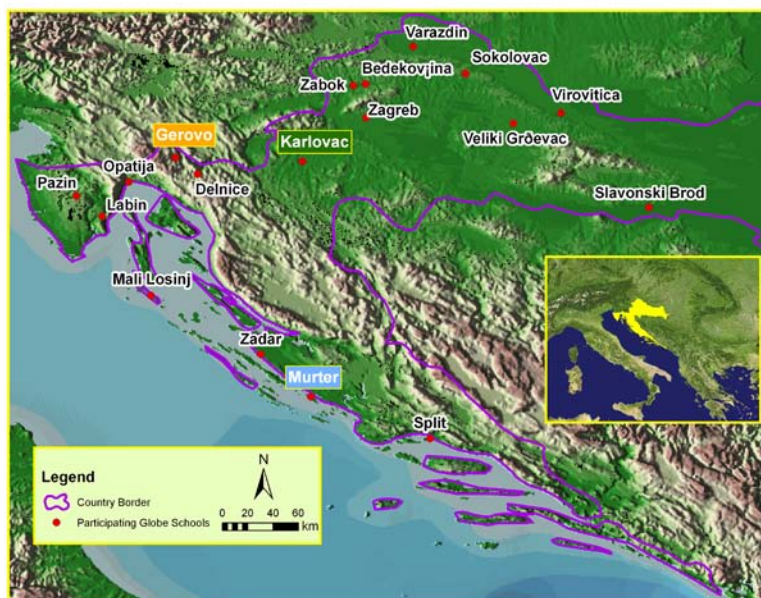 Varazdin
Sokolovac
Bedekovjina
Zabok
Virovitica
Zagreb
Veliki Grđevac
Gerovo
Karlovac
Opatija
Delnice
Pazin
Labin
Slavonski Brod
Mali Losinj
Zadar
Murter
Split
Legend
Country Border
Participating Globe Schools
N
0 10 20 40 60
km